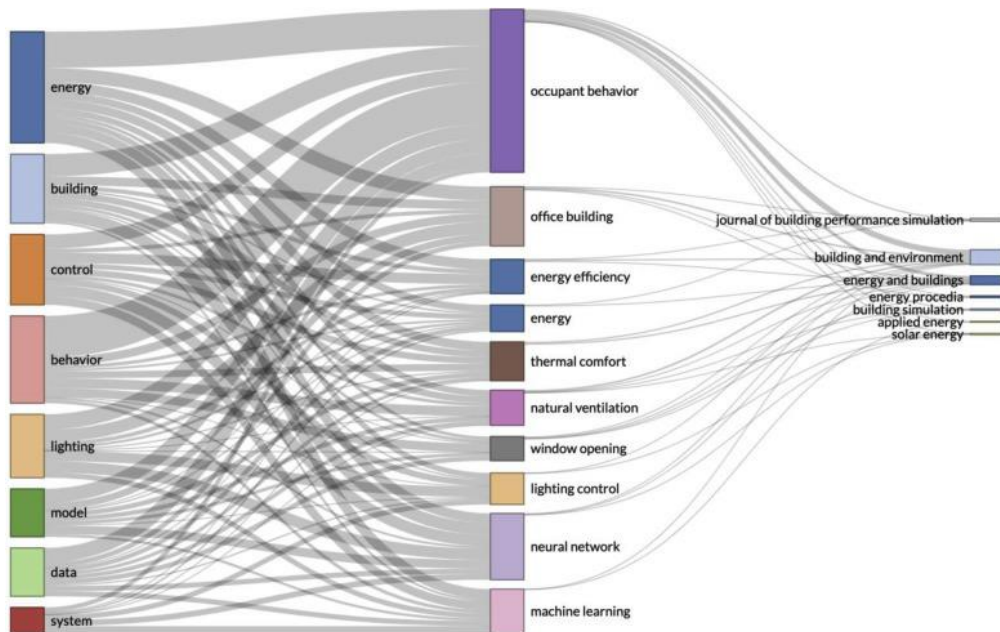 energy
building
control
behavior
lighting
model
data
system
occupant behavior
office building
energy efficiency
energy
thermal comfort
natural ventilation
window opening
lighting control
neural network
machine learning
journal of building performance simulation
building and environment
energy and buildings
energy procedia
building simulation
applied energy
solar energy